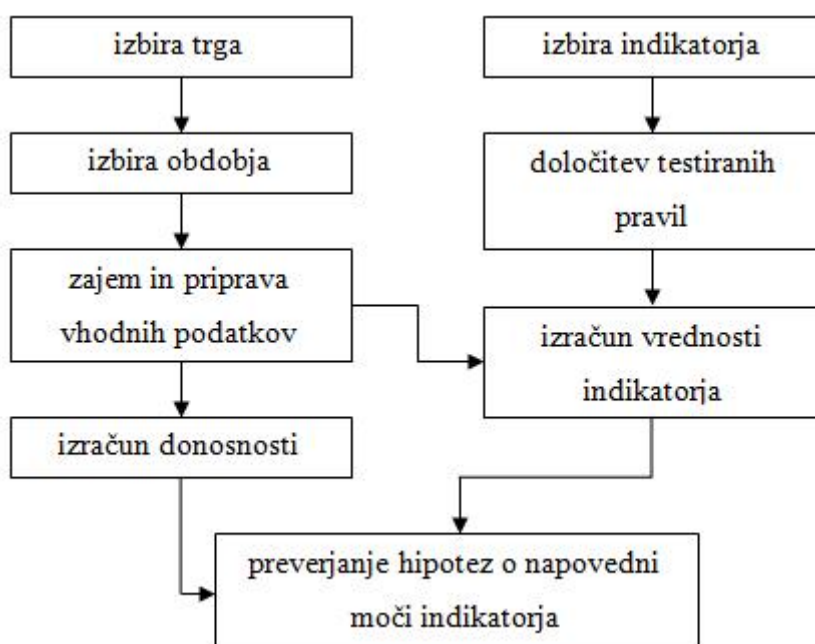 izbira trga
izbira obdobja
zajem in priprava
vhodnih podatkov
izračun donosnosti
izbira indikatorja
določitev testiranih
pravil
izračun vrednosti
indikatorja
preverjanje hipotez o napovedni
moči indikatorja